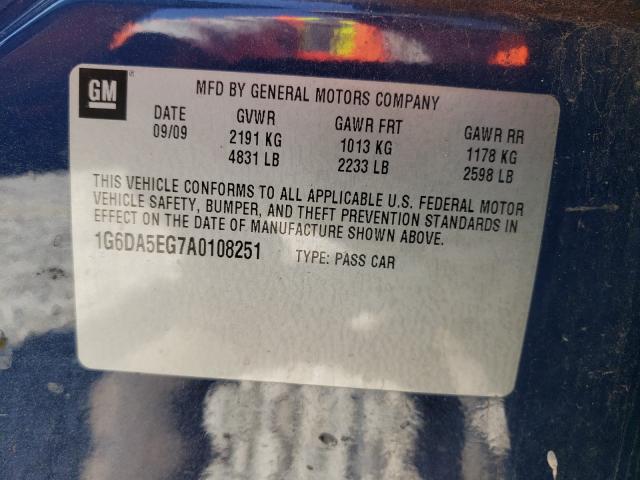 GM
MFD BY GENERAL MOTORS COMPANY
DATE GVWR GAWR FRT GAWR RR
09/09 2191 KG 1013 KG 1178 KG
4831 LB 2233 LB 2598 LB
THIS VEHICLE CONFORMS TO ALL APPLICABLE U.S. FEDERAL MOTOR
VEHICLE SAFETY, BUMPER, AND THEFT PREVENTION STANDARDS IN
EFFECT ON THE DATE OF MANUFACTURE SHOWN ABOVE.
1G6DA5EG7A0108251 TYPE: PASS CAR